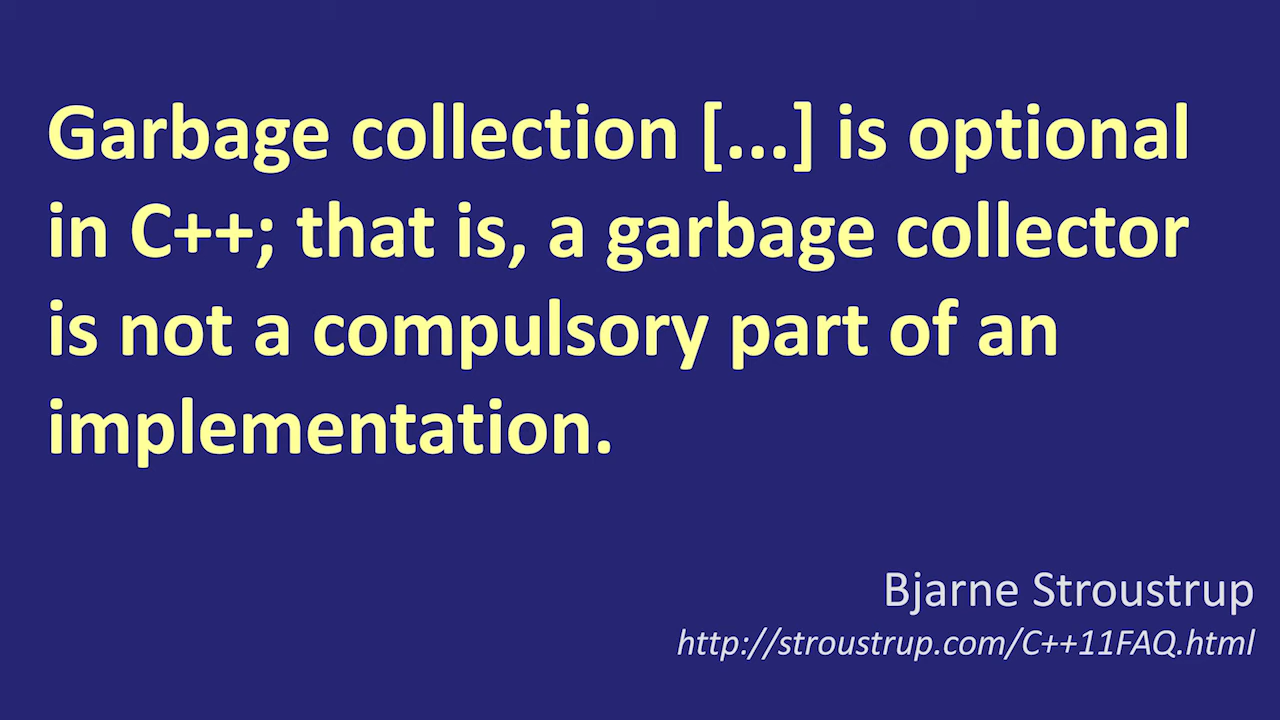 Garbage collection [...] is optional
in C++; that is, a garbage collector
is not a compulsory part of an
implementation.
Bjarne Stroustrup
http://stroustrup.com/C++11FAQ.html